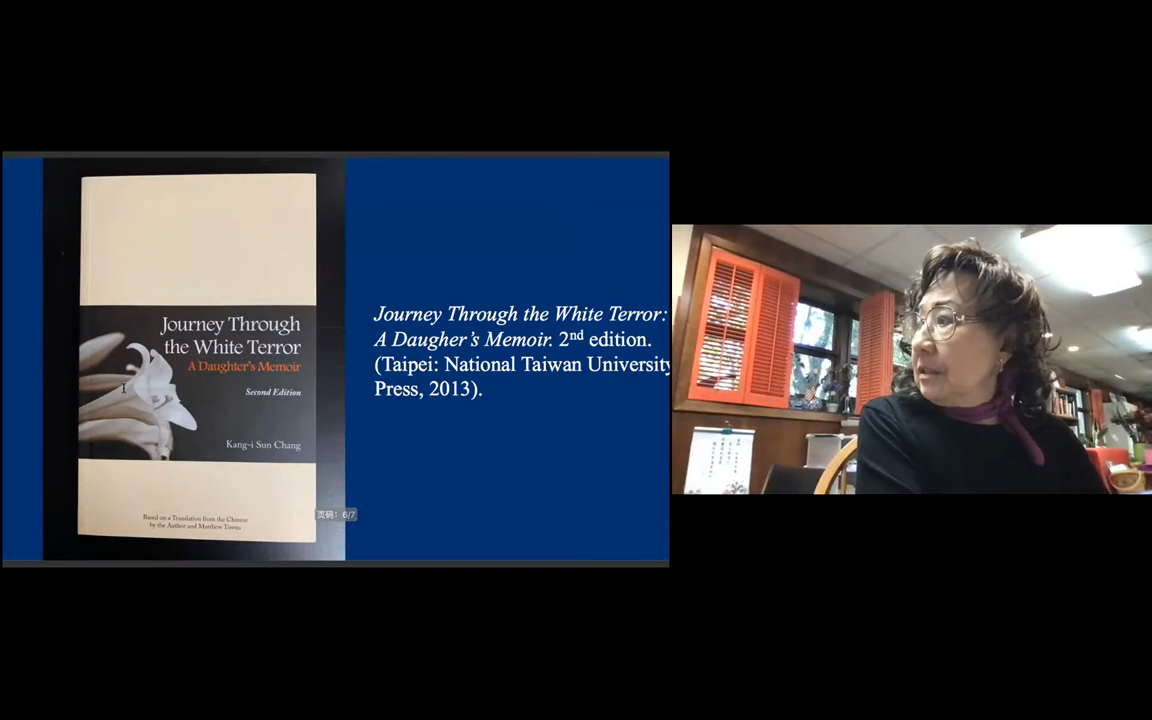 Journey Through
the White Terror
A Daughter's Memoir
Second Edition
Kang-i Sun Chang
Based on a Translation from the Chinese
by the Author and Matthew Towns
页码: 6/7
Journey Through the White Terror:
A Daugher's Memoir. 2nd edition.
(Taipei: National Taiwan University
Press, 2013).